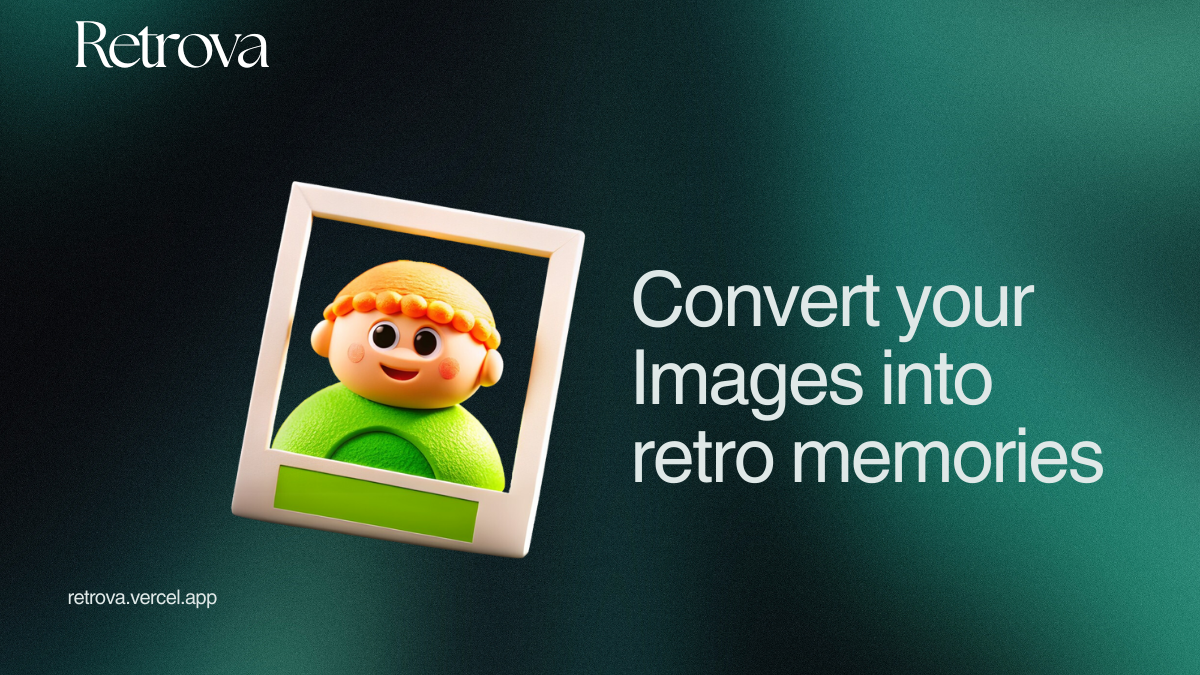 Retrova
Convert your
Images into
retro memories
retrova.vercel.app